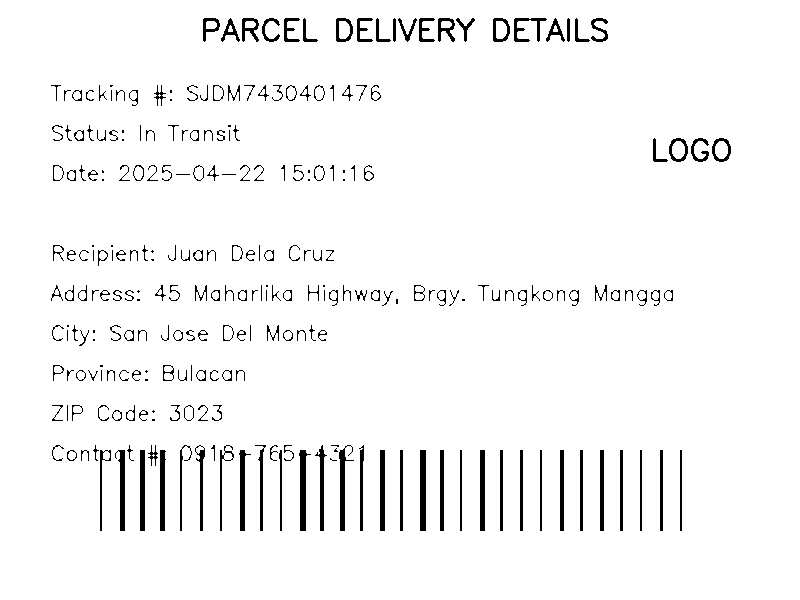 PARCEL DELIVERY DETAILS
Tracking #: SJDM7430401476
Status: In Transit
LOGO
Date: 2025-04-22 15:01:16
Recipient: Juan Dela Cruz
Address: 45 Maharlika Highway, Brgy. Tungkong Mangga
City: San Jose Del Monte
Province: Bulacan
ZIP Code: 3023
Contact #: 0918-765-4321